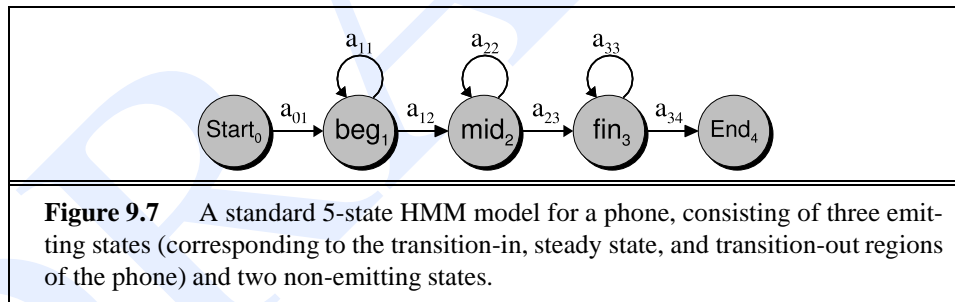 a11 a22 a33
a01 a12 a23 a34
Start0 beg1 mid2 fin3 End4
Figure 9.7 A standard 5-state HMM model for a phone, consisting of three emit-
ting states (corresponding to the transition-in, steady state, and transition-out regions
of the phone) and two non-emitting states.